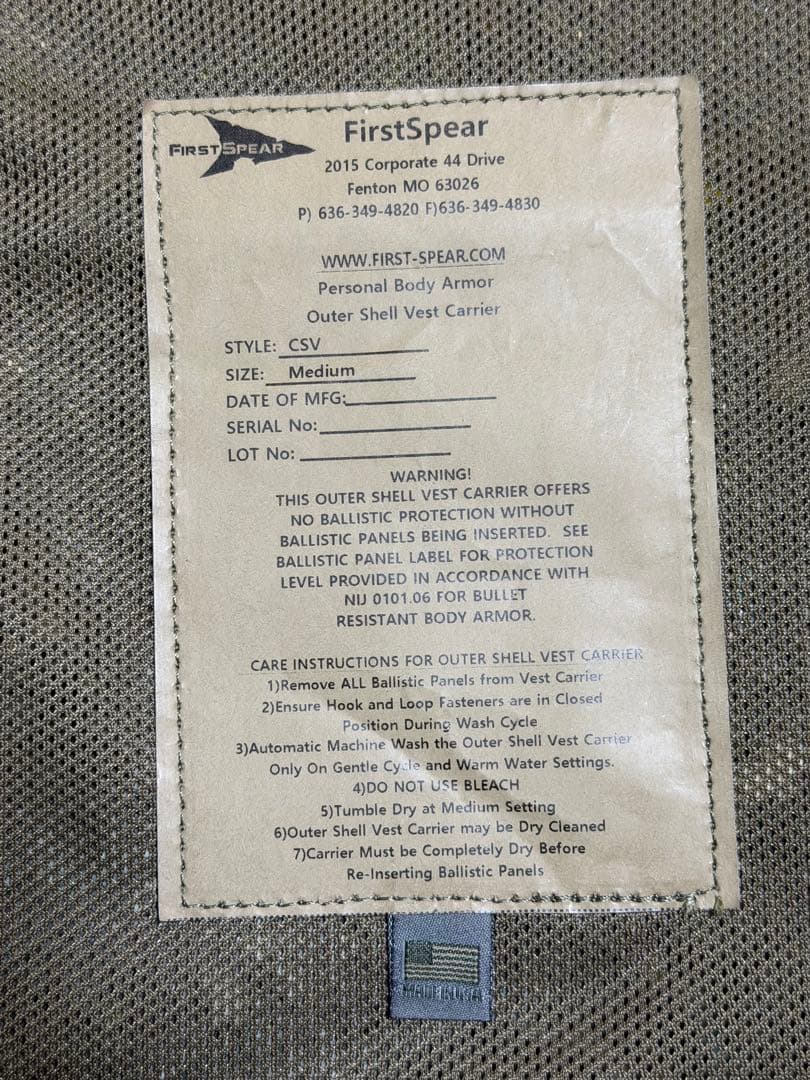 FIRSTSPEAR
FirstSpear
2015 Corporate 44 Drive
Fenton MO 63026
P) 636-349-4820 F)636-349-4830
WWW.FIRST-SPEAR.COM
Personal Body Armor
Outer Shell Vest Carrier
STYLE: CSV
SIZE: Medium
DATE OF MFG:
SERIAL No:
LOT No:
WARNING!
THIS OUTER SHELL VEST CARRIER OFFERS
NO BALLISTIC PROTECTION WITHOUT
BALLISTIC PANELS BEING INSERTED. SEE
BALLISTIC PANEL LABEL FOR PROTECTION
LEVEL PROVIDED IN ACCORDANCE WITH
NIJ 0101.06 FOR BULLET
RESISTANT BODY ARMOR.
CARE INSTRUCTIONS FOR OUTER SHELL VEST CARRIER
1)Remove ALL Ballistic Panels from Vest Carrier
2)Ensure Hook and Loop Fasteners are in Closed
Position During Wash Cycle
3)Automatic Machine Wash the Outer Shell Vest Carrier
Only On Gentle Cycle and Warm Water Settings.
4)DO NOT USE BLEACH
5)Tumble Dry at Medium Setting
6)Outer Shell Vest Carrier may be Dry Cleaned
7)Carrier Must be Completely Dry Before
Re-Inserting Ballistic Panels
MADE IN USA